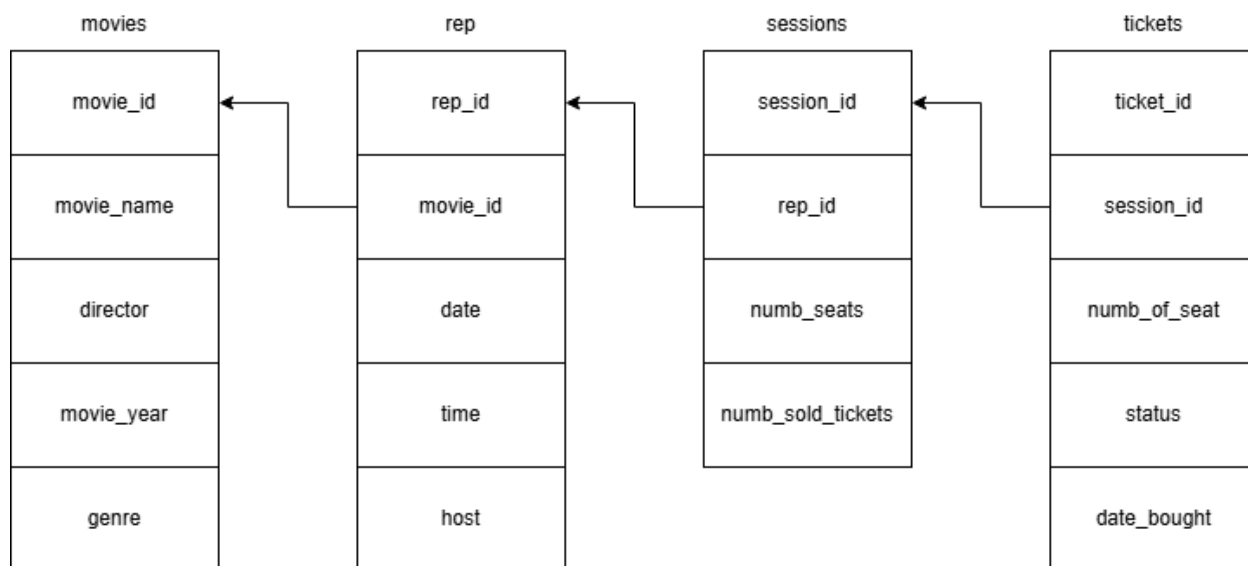 movies
movie_id
movie_name
director
movie_year
genre
rep
rep_id
movie_id
date
time
host
sessions
session_id
rep_id
numb_seats
numb_sold_tickets
tickets
ticket_id
session_id
numb_of_seat
status
date_bought